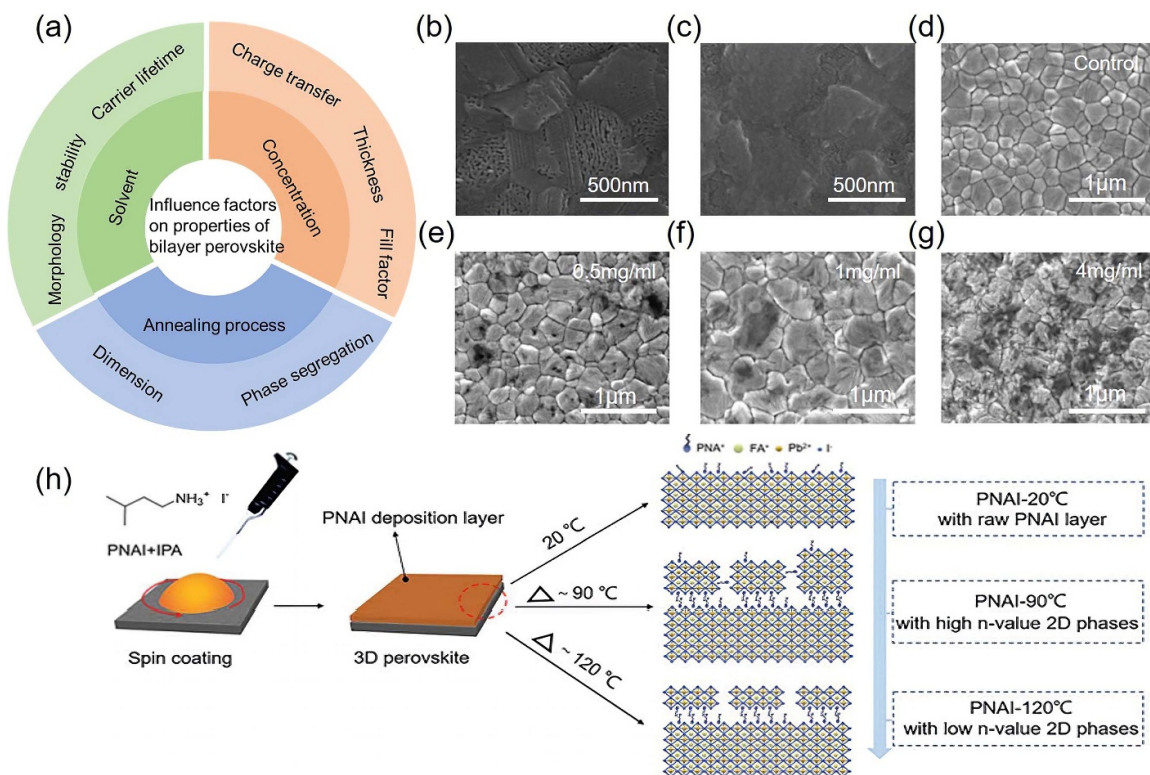 (a)
Carrier lifetime
stability
Morphology
Solvent
Charge transfer
Thickness
Fill factor
Concentration
Influence factors
on properties of
bilayer perovskite
Annealing process
Dimension
Phase segregation
(b)
500nm
(c)
500nm
(d)
Control
1μm
(e)
0.5mg/ml
1μm
(f)
1mg/ml
1μm
(g)
4mg/ml
1μm
(h)
NH₃⁺ I⁻
PNAI+IPA
Spin coating
PNAI deposition layer
3D perovskite
20 ℃
△ ~ 90 ℃
△ ~ 120 ℃
PNA⁺ FA⁺ Pb²⁺ I⁻
PNAI-20℃
with raw PNAI layer
PNAI-90℃
with high n-value 2D phases
PNAI-120℃
with low n-value 2D phases